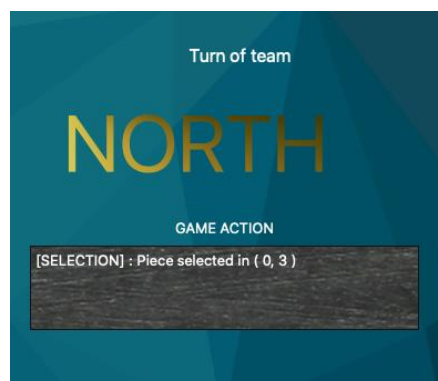 Turn of team
NORTH
GAME ACTION
[SELECTION] : Piece selected in ( 0, 3 )